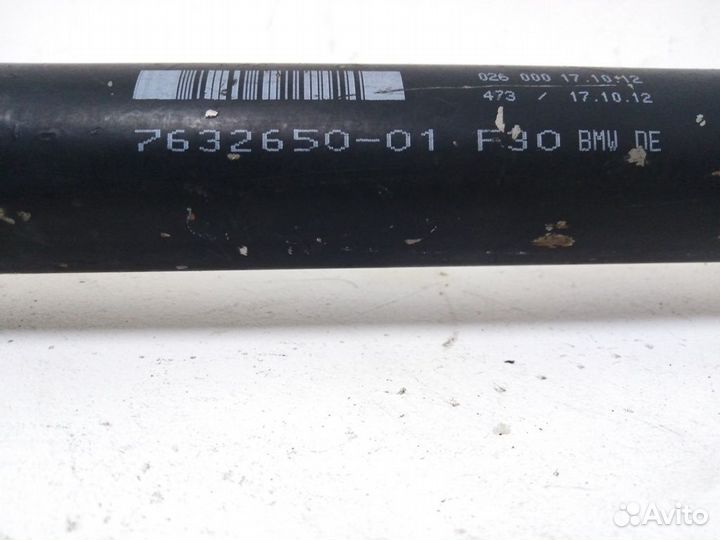 026 000 17.10.12
473 / 17.10.12
7632650-01 F30 BMW DE
Avito